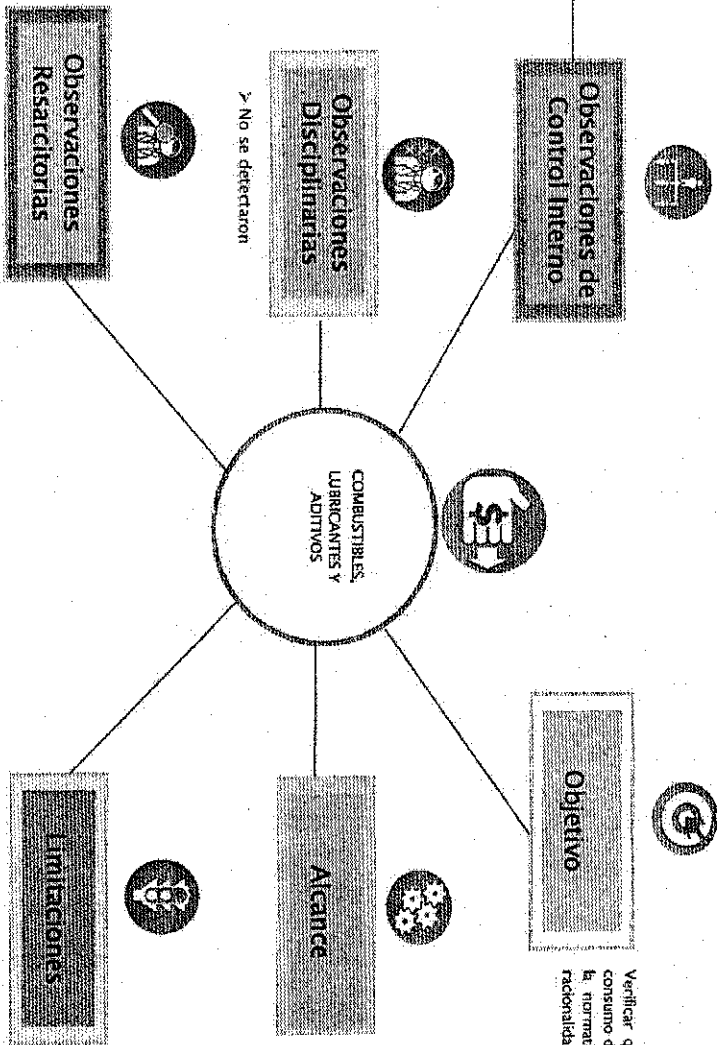 Observaciones de
Control Interno
Observaciones
Disciplinarias
➢ No se detectaron
Observaciones
Resarcitorias
$
COMBUSTIBLES,
LUBRICANTES Y
ADITIVOS
Objetivo
Verificar q
consumo d
la normati
racionalida
Alcance
Limitaciones